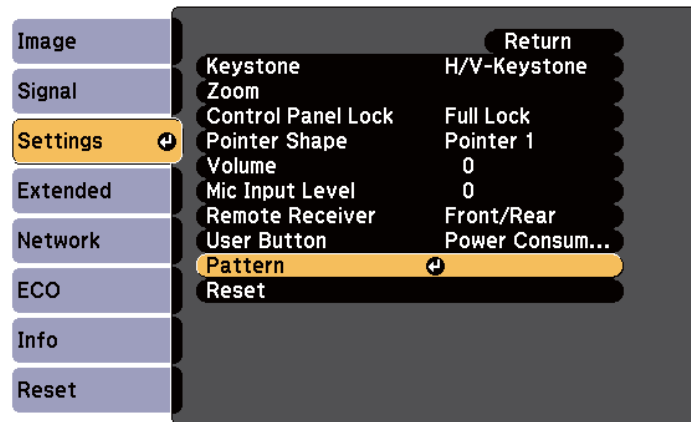 Image
Signal
Settings
Extended
Network
ECO
Info
Reset
Return
Keystone H/V-Keystone
Zoom
Control Panel Lock Full Lock
Pointer Shape Pointer 1
Volume 0
Mic Input Level 0
Remote Receiver Front/Rear
User Button Power Consum...
Pattern
Reset